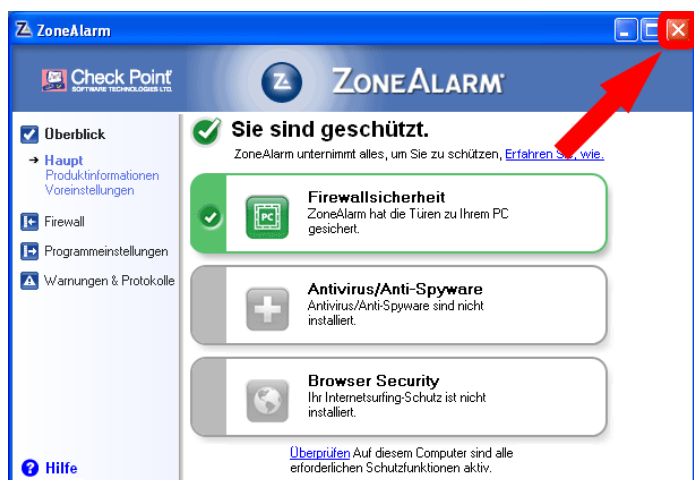 ZoneAlarm
Check Point
SOFTWARE TECHNOLOGIES LTD.
ZONEALARM
Überblick
Haupt
Produktinformationen
Voreinstellungen
Firewall
Programmeinstellungen
Warnungen & Protokolle
Hilfe
Sie sind geschützt.
ZoneAlarm unternimmt alles, um Sie zu schützen, Erfahren Sie, wie.
Firewallsicherheit
ZoneAlarm hat die Türen zu Ihrem PC
gesichert.
Antivirus/Anti-Spyware
Antivirus/Anti-Spyware sind nicht
installiert.
Browser Security
Ihr Internetsurfing-Schutz ist nicht
installiert.
Überprüfen Auf diesem Computer sind alle
erforderlichen Schutzfunktionen aktiv.